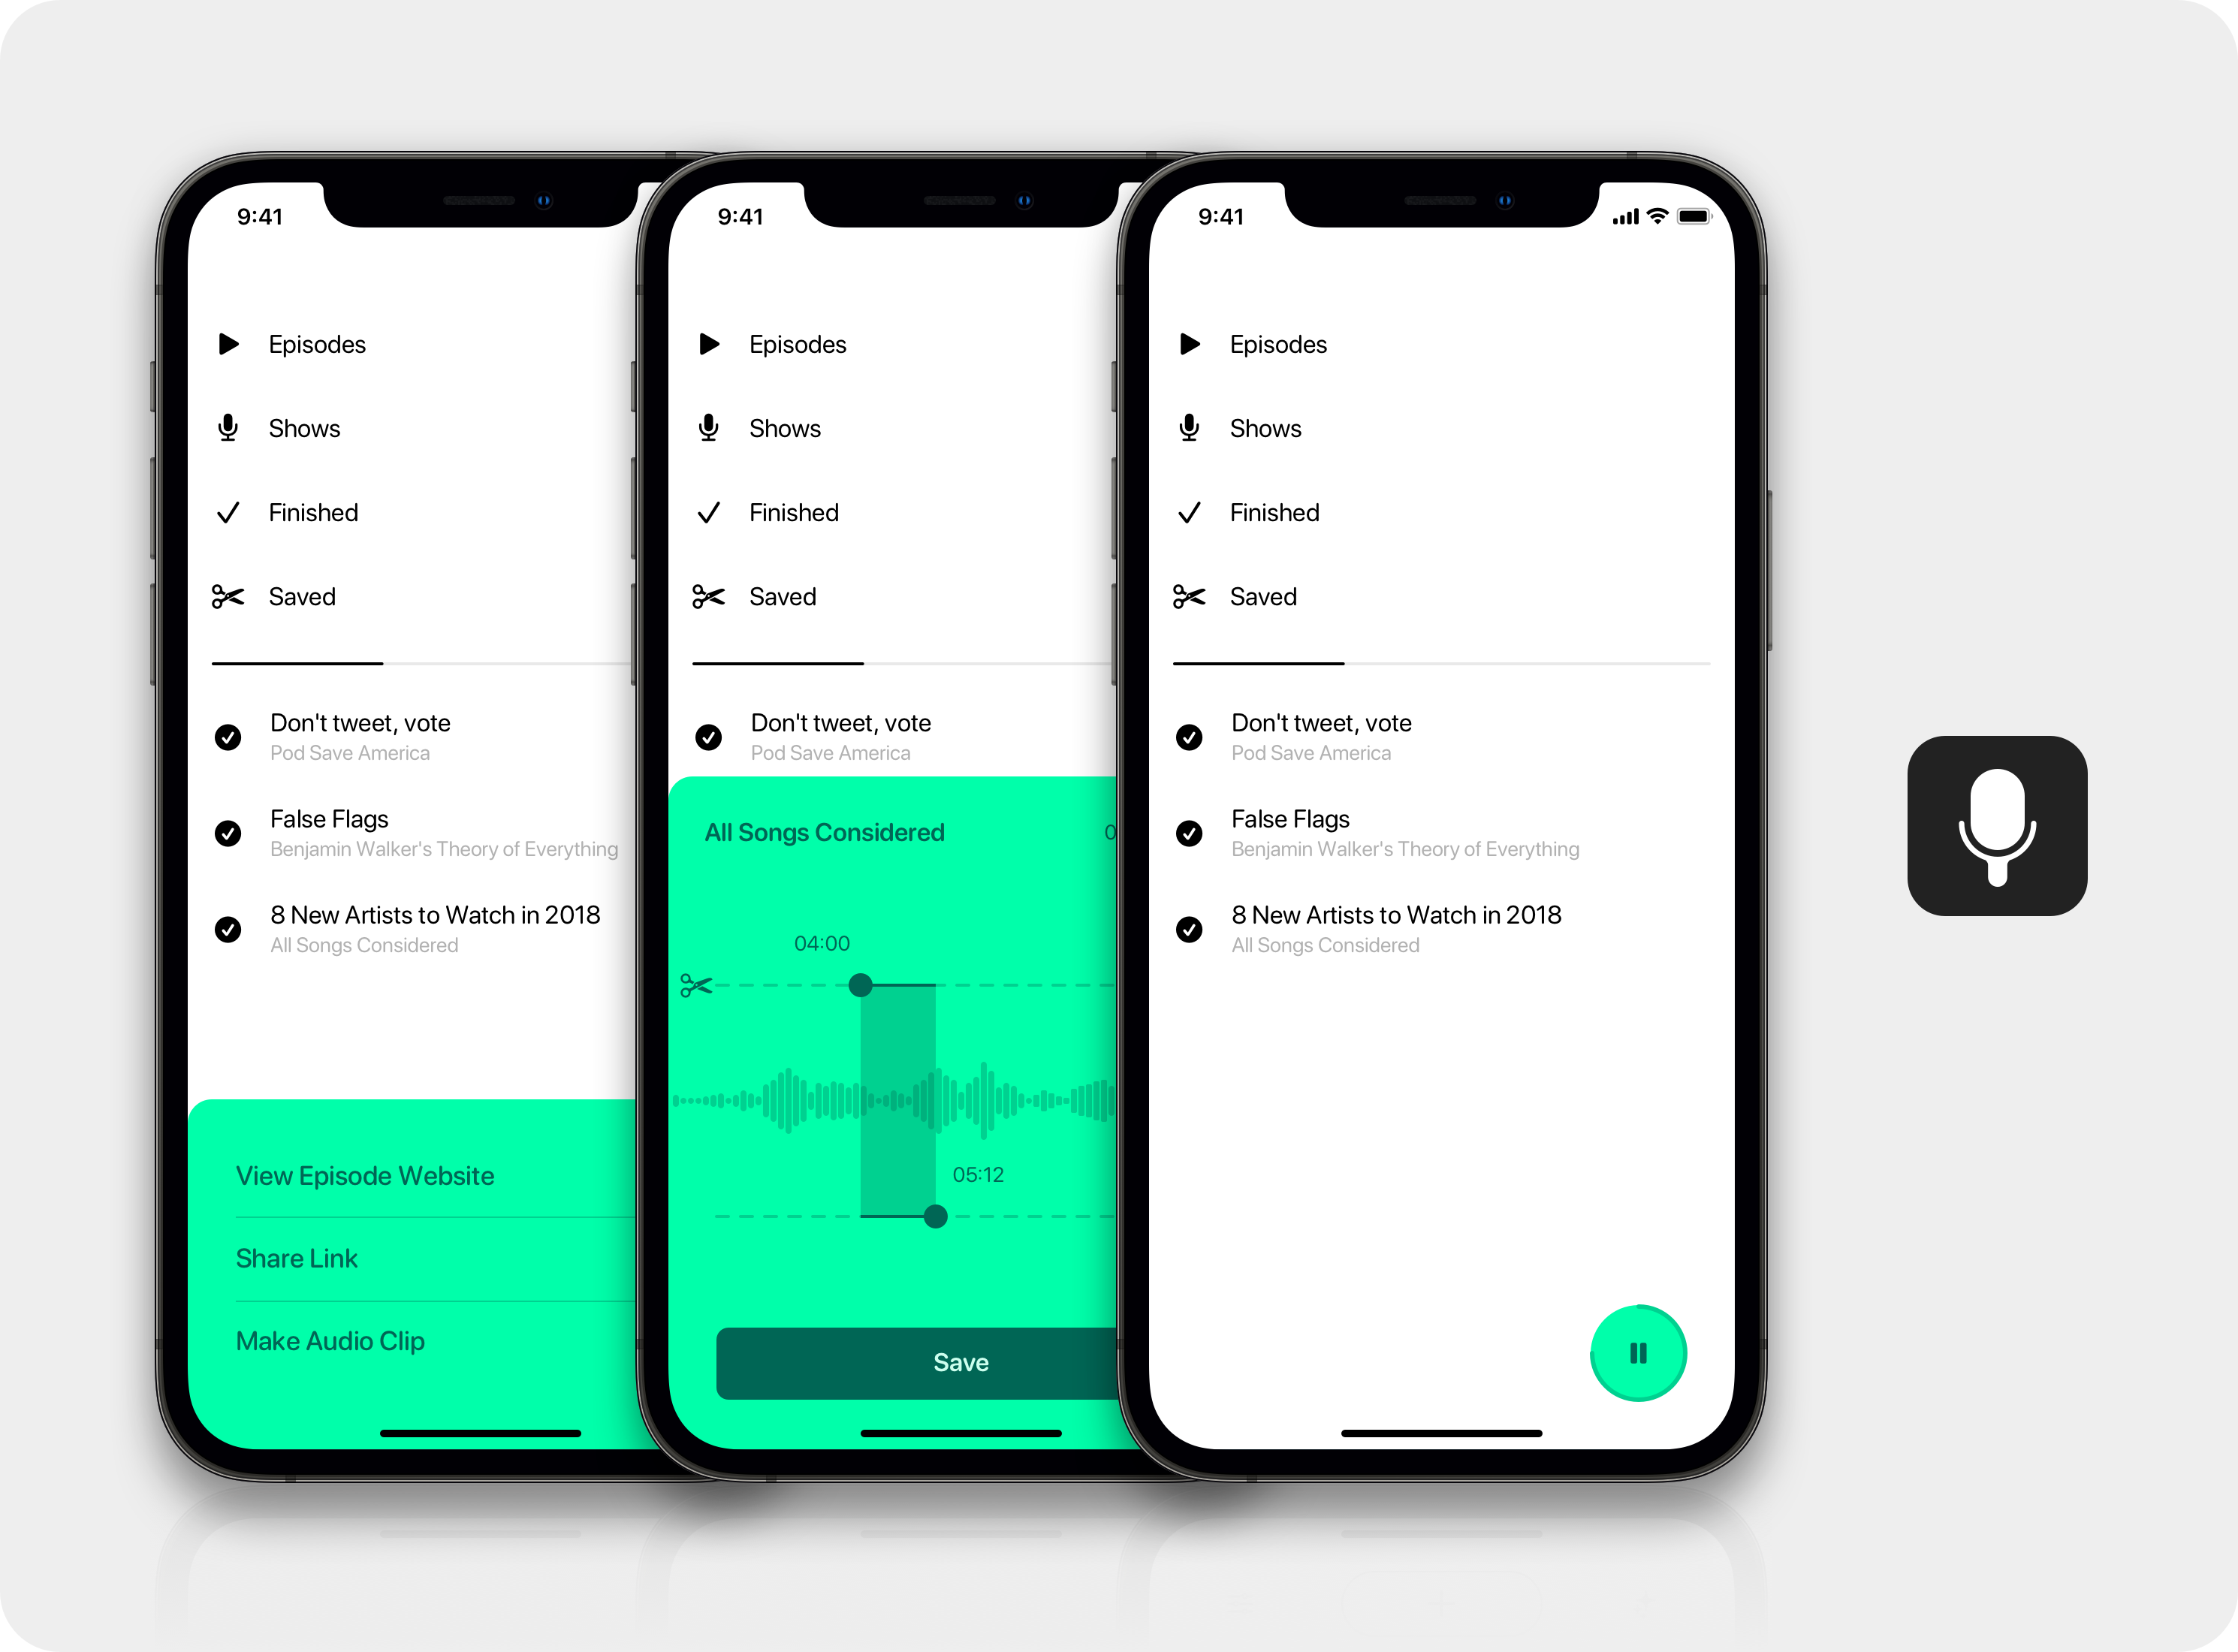 9:41
Episodes
Shows
Finished
Saved
Don't tweet, vote
Pod Save America
False Flags
Benjamin Walker's Theory of Everything
8 New Artists to Watch in 2018
All Songs Considered
View Episode Website
Share Link
Make Audio Clip
9:41
Episodes
Shows
Finished
Saved
Don't tweet, vote
Pod Save America
All Songs Considered
04:00
05:12
Save
9:41
Episodes
Shows
Finished
Saved
Don't tweet, vote
Pod Save America
False Flags
Benjamin Walker's Theory of Everything
8 New Artists to Watch in 2018
All Songs Considered